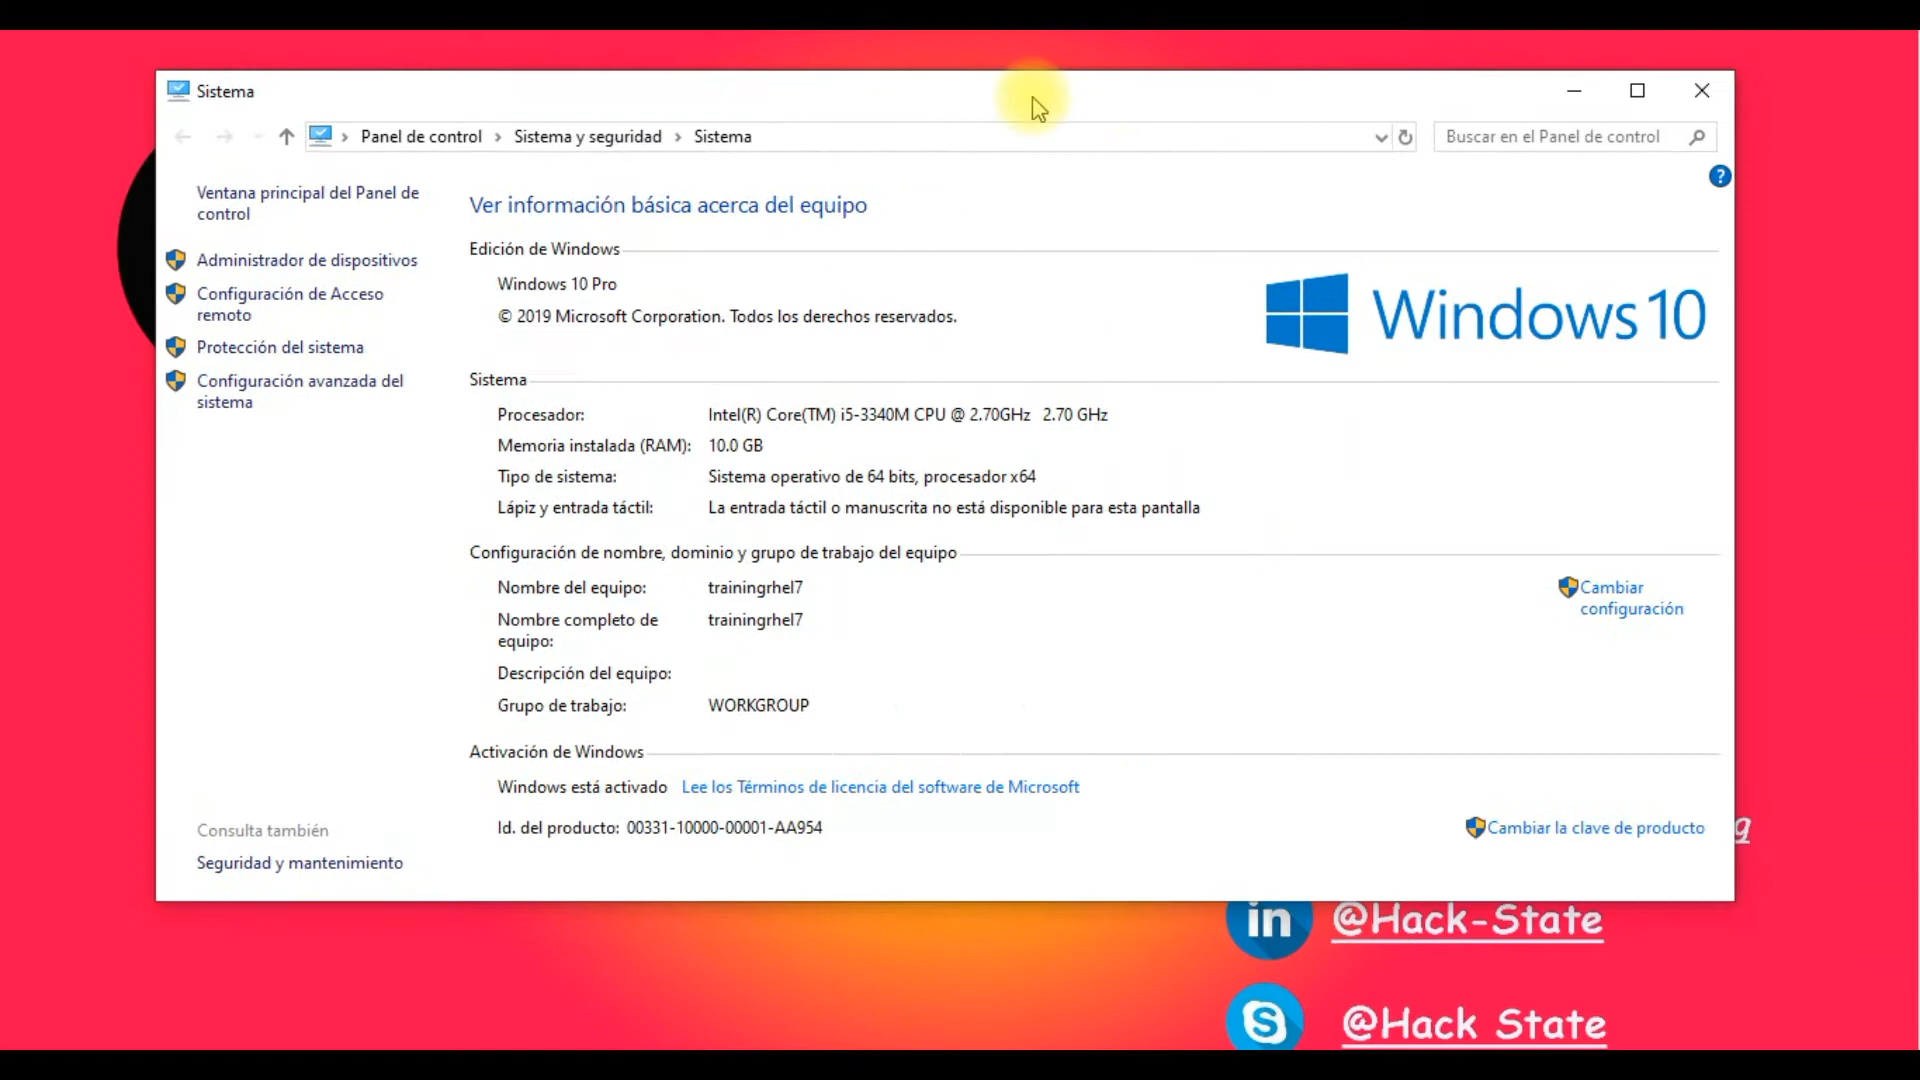 Sistema
Panel de control > Sistema y seguridad > Sistema
Buscar en el Panel de control
?
Ventana principal del Panel de
control
Administrador de dispositivos
Configuración de Acceso
remoto
Protección del sistema
Configuración avanzada del
sistema
Consulta también
Seguridad y mantenimiento
Ver información básica acerca del equipo
Edición de Windows
Windows 10 Pro
© 2019 Microsoft Corporation. Todos los derechos reservados.
Windows 10
Sistema
Procesador: Intel(R) Core(TM) i5-3340M CPU @ 2.70GHz 2.70 GHz
Memoria instalada (RAM): 10.0 GB
Tipo de sistema: Sistema operativo de 64 bits, procesador x64
Lápiz y entrada táctil: La entrada táctil o manuscrita no está disponible para esta pantalla
Configuración de nombre, dominio y grupo de trabajo del equipo
Nombre del equipo: trainingrhel7
Cambiar
configuración
Nombre completo de trainingrhel7
equipo:
Descripción del equipo:
Grupo de trabajo: WORKGROUP
Activación de Windows
Windows está activado Lee los Términos de licencia del software de Microsoft
Id. del producto: 00331-10000-00001-AA954
Cambiar la clave de producto
in @Hack-State
S @Hack State